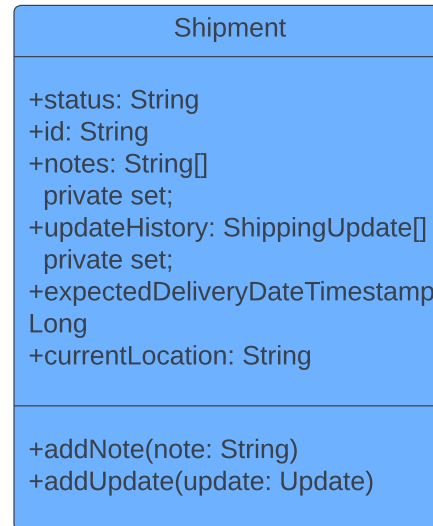 Shipment
+status: String
+id: String
+notes: String[]
private set;
+updateHistory: ShippingUpdate[]
private set;
+expectedDeliveryDateTimestamp
Long
+currentLocation: String
+addNote(note: String)
+addUpdate(update: Update)